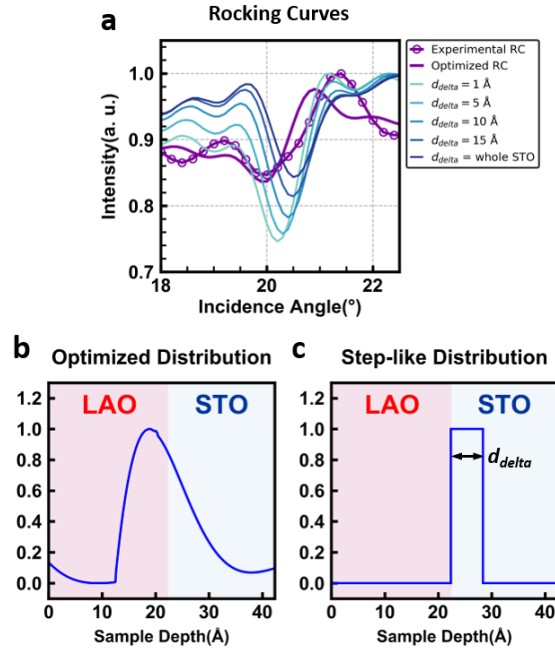 Rocking Curves
a
Intensity(a. u.)
1.0
0.9
0.8
0.7
18
20
22
Incidence Angle(°)
Experimental RC
Optimized RC
d_delta = 1 Å
d_delta = 5 Å
d_delta = 10 Å
d_delta = 15 Å
d_delta = whole STO
b
Optimized Distribution
LAO
STO
1.2
1.0
0.8
0.6
0.4
0.2
0.0
0
10
20
30
40
Sample Depth(Å)
c
Step-like Distribution
LAO
STO
d_delta
1.2
1.0
0.8
0.6
0.4
0.2
0.0
0
10
20
30
40
Sample Depth(Å)